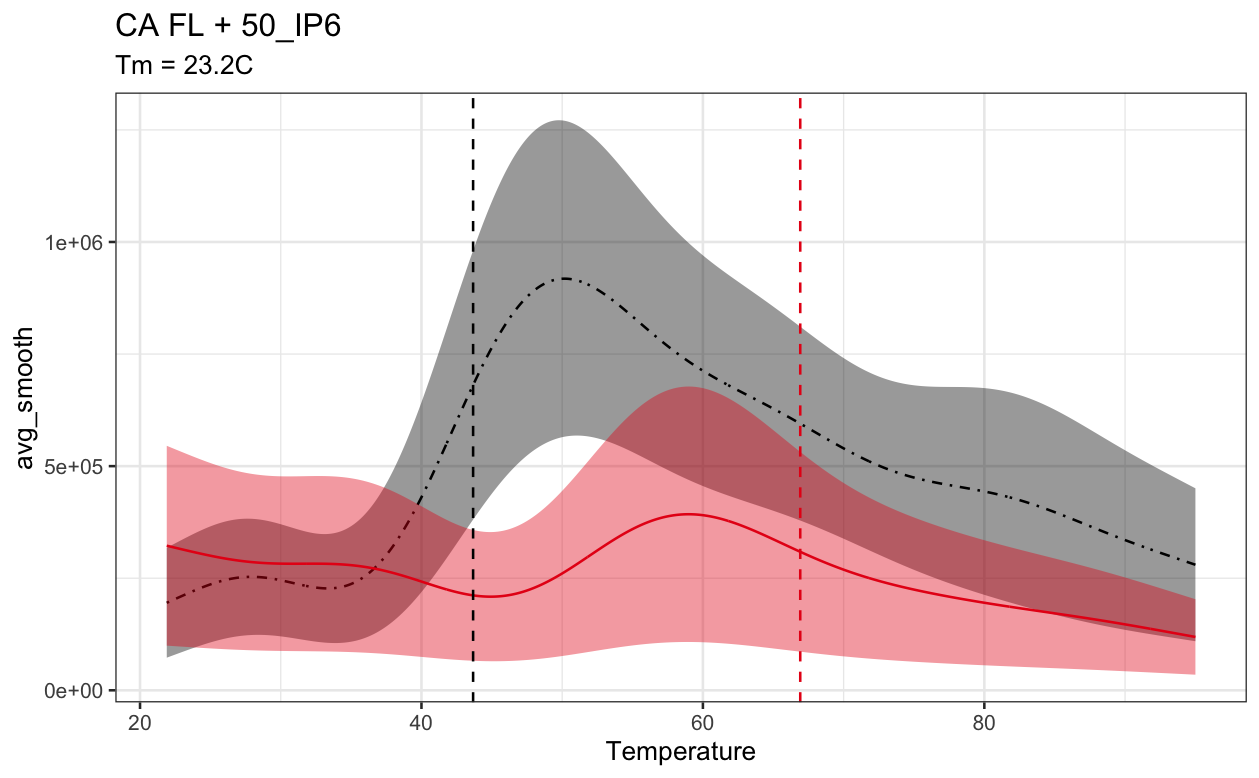 CA FL + 50_IP6
Tm = 23.2C
avg_smooth
1e+06
5e+05
0e+00
20 40 60 80
Temperature